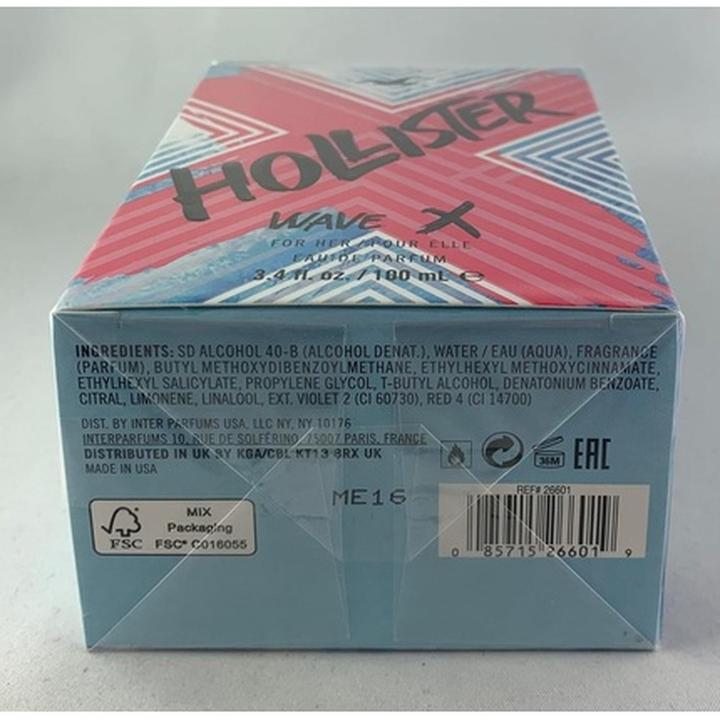 HOLLISTER
WAVE X
FOR HER / POUR ELLE
EAU DE PARFUM
3.4 fl. oz. / 100 mL ℮
INGREDIENTS: SD ALCOHOL 40-B (ALCOHOL DENAT.), WATER / EAU (AQUA), FRAGRANCE
(PARFUM), BUTYL METHOXYDIBENZOYLMETHANE, ETHYLHEXYL METHOXYCINNAMATE,
ETHYLHEXYL SALICYLATE, PROPYLENE GLYCOL, T-BUTYL ALCOHOL, DENATONIUM BENZOATE,
CITRAL, LIMONENE, LINALOOL, EXT. VIOLET 2 (CI 60730), RED 4 (CI 14700)
DIST. BY INTER PARFUMS USA, LLC NY, NY 10176
INTERPARFUMS 10, RUE DE SOLFÉRINO, 75007 PARIS, FRANCE
DISTRIBUTED IN UK BY KGA/CBL KT13 8RX UK
MADE IN USA
36M
EAC
ME16
FSC
MIX
Packaging
FSC® C016055
REF# 26601
0 85715 26601 9